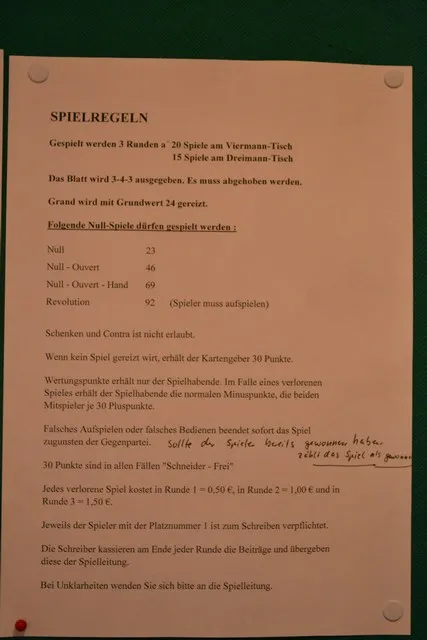 SPIELREGELN
Gespielt werden 3 Runden a´ 20 Spiele am Viermann-Tisch
15 Spiele am Dreimann-Tisch
Das Blatt wird 3-4-3 ausgegeben. Es muss abgehoben werden.
Grand wird mit Grundwert 24 gereizt.
Folgende Null-Spiele dürfen gespielt werden :
Null 23
Null - Ouvert 46
Null - Ouvert - Hand 69
Revolution 92 (Spieler muss aufspielen)
Schenken und Contra ist nicht erlaubt.
Wenn kein Spiel gereizt wirt, erhält der Kartengeber 30 Punkte.
Wertungspunkte erhält nur der Spielhabende. Im Falle eines verlorenen
Spieles erhält der Spielhabende die normalen Minuspunkte, die beiden
Mitspieler je 30 Pluspunkte.
Falsches Aufspielen oder falsches Bedienen beendet sofort das Spiel
zugunsten der Gegenpartei. Sollte der Spieler bereits gewonnen haben
zählt das Spiel als gewonnen
30 Punkte sind in allen Fällen "Schneider - Frei"
Jedes verlorene Spiel kostet in Runde 1 = 0,50 €, in Runde 2 = 1,00 € und in
Runde 3 = 1,50 €.
Jeweils der Spieler mit der Platznummer 1 ist zum Schreiben verpflichtet.
Die Schreiber kassieren am Ende jeder Runde die Beiträge und übergeben
diese der Spielleitung.
Bei Unklarheiten wenden Sie sich bitte an die Spielleitung.